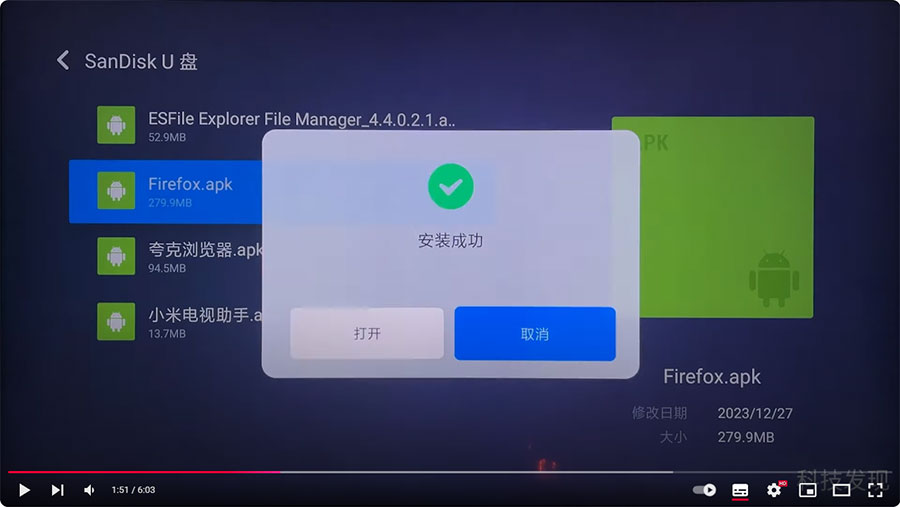 SanDisk U 盘
ESFile Explorer File Manager_4.4.0.2.1.a..
52.9MB
Firefox.apk
279.9MB
夸克浏览器.apk
94.5MB
小米电视助手.a
13.7MB
PK
安装成功
打开
取消
Firefox.apk
修改日期 2023/12/27
大小 279.9MB
1:51 / 6:03
HD
科技发现